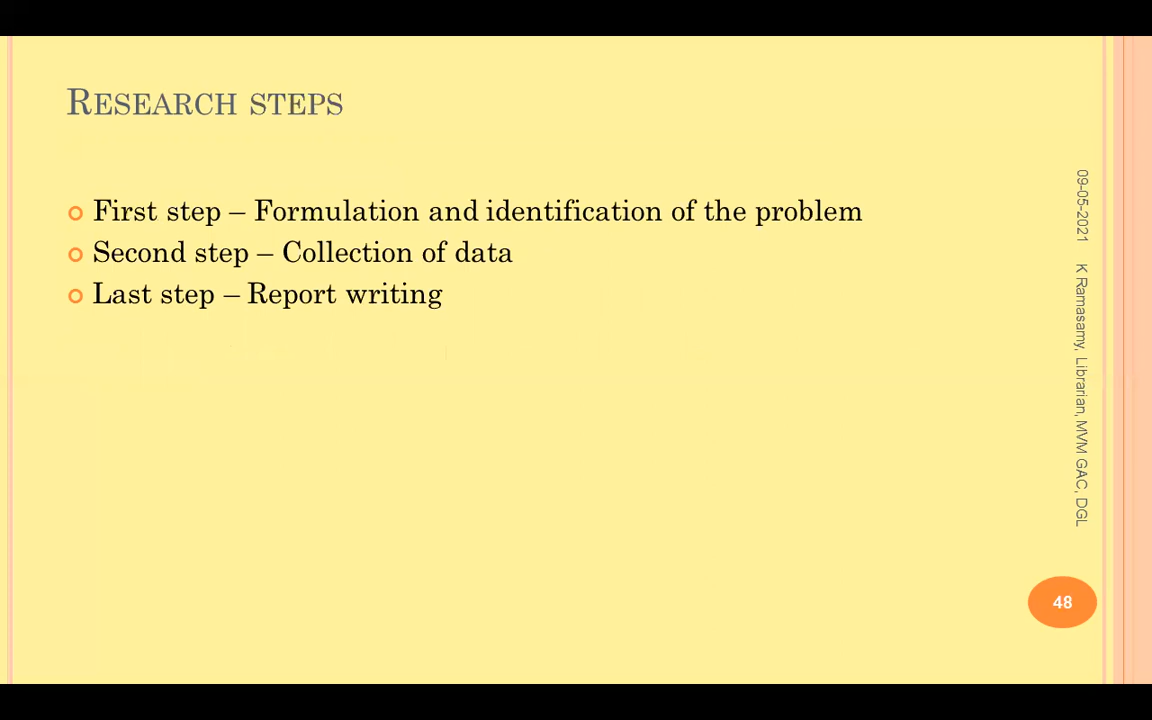 RESEARCH STEPS
First step – Formulation and identification of the problem
Second step – Collection of data
Last step – Report writing
09-05-2021 K Ramasamy, Librarian, MVM GAC, DGL
48